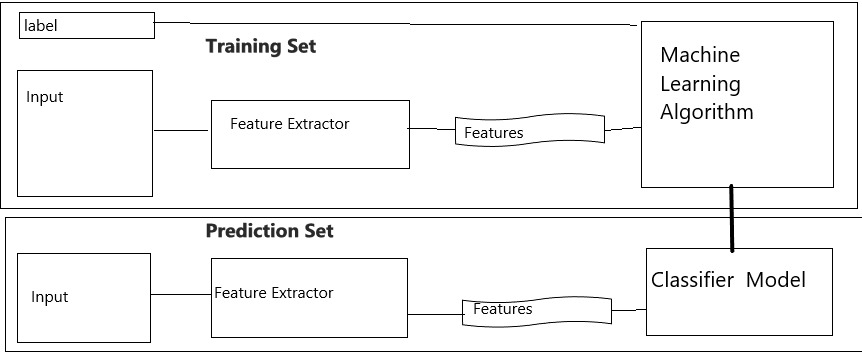 label
Training Set
Input
Feature Extractor
Features
Machine
Learning
Algorithm
Prediction Set
Input
Feature Extractor
Features
Classifier Model